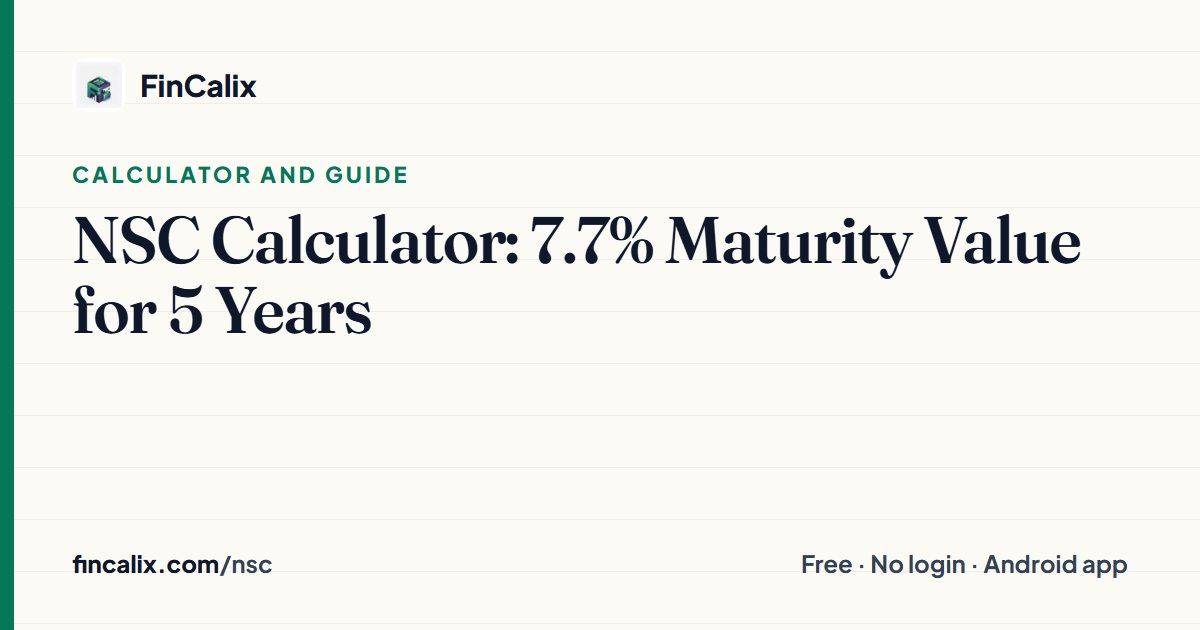 FinCalix
CALCULATOR AND GUIDE
NSC Calculator: 7.7% Maturity Value
for 5 Years
fincalix.com/nsc
Free · No login · Android app